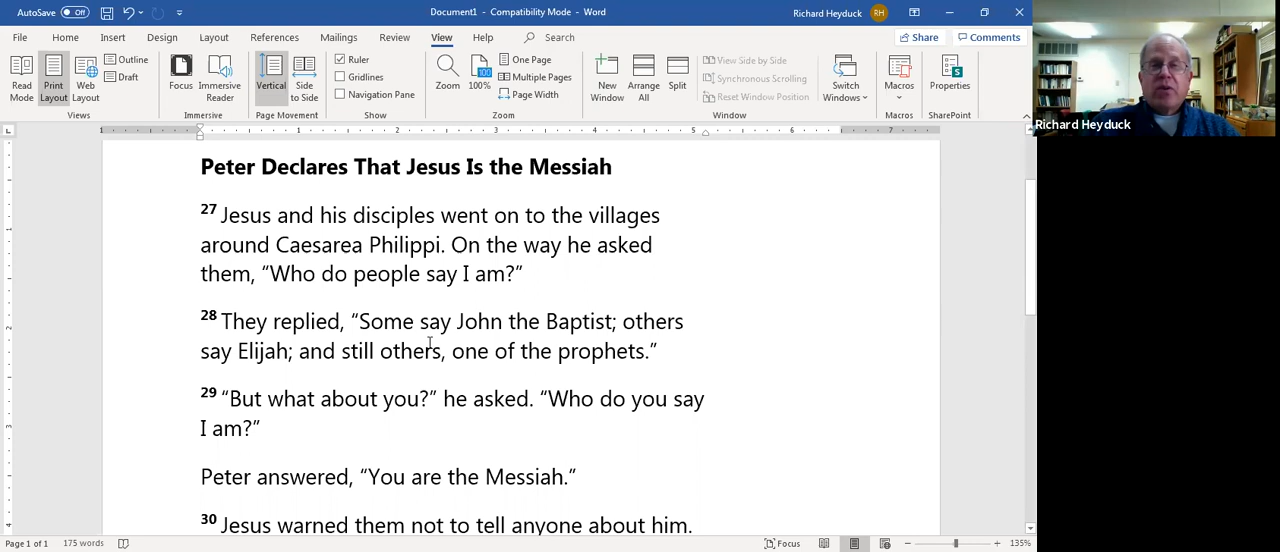 AutoSave Off Document1 - Compatibility Mode - Word Richard Heyduck RH
File Home Insert Design Layout References Mailings Review View Help Search Share Comments
Read Mode Print Layout Web Layout Outline Draft Focus Immersive Reader Vertical Side to Side Ruler Gridlines Navigation Pane Zoom 100% One Page Multiple Pages Page Width New Window Arrange All Split View Side by Side Synchronous Scrolling Reset Window Position Switch Windows Macros Properties
Views Immersive Page Movement Show Zoom Window Macros SharePoint
Richard Heyduck
1 1 2 3 4 5 6 7
Peter Declares That Jesus Is the Messiah
27 Jesus and his disciples went on to the villages
around Caesarea Philippi. On the way he asked
them, “Who do people say I am?”
28 They replied, “Some say John the Baptist; others
say Elijah; and still others, one of the prophets.”
29 “But what about you?” he asked. “Who do you say
I am?”
Peter answered, “You are the Messiah.”
30 Jesus warned them not to tell anyone about him.
Page 1 of 1 175 words Focus 135%